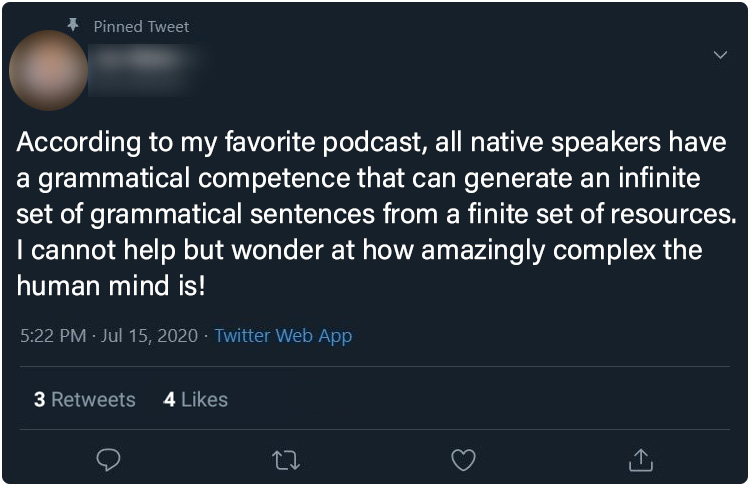 Pinned Tweet
According to my favorite podcast, all native speakers have
a grammatical competence that can generate an infinite
set of grammatical sentences from a finite set of resources.
I cannot help but wonder at how amazingly complex the
human mind is!
5:22 PM · Jul 15, 2020 · Twitter Web App
3 Retweets 4 Likes